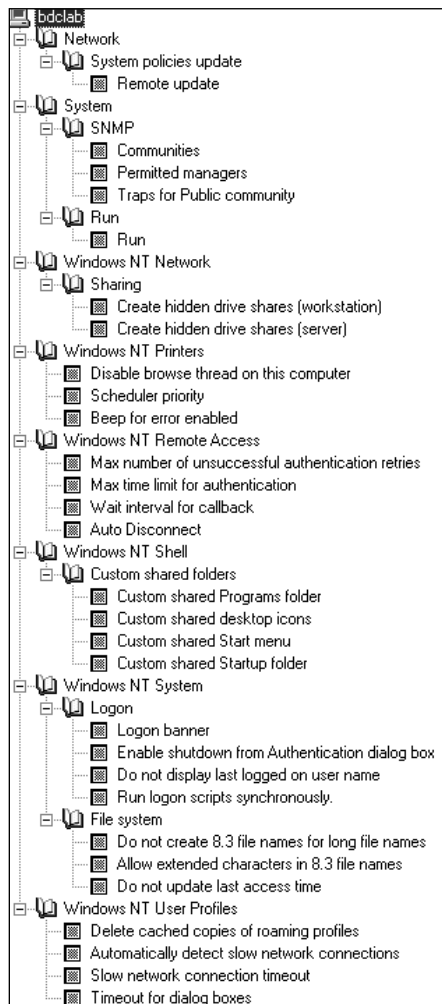 bdclab
Network
System policies update
Remote update
System
SNMP
Communities
Permitted managers
Traps for Public community
Run
Run
Windows NT Network
Sharing
Create hidden drive shares (workstation)
Create hidden drive shares (server)
Windows NT Printers
Disable browse thread on this computer
Scheduler priority
Beep for error enabled
Windows NT Remote Access
Max number of unsuccessful authentication retries
Max time limit for authentication
Wait interval for callback
Auto Disconnect
Windows NT Shell
Custom shared folders
Custom shared Programs folder
Custom shared desktop icons
Custom shared Start menu
Custom shared Startup folder
Windows NT System
Logon
Logon banner
Enable shutdown from Authentication dialog box
Do not display last logged on user name
Run logon scripts synchronously.
File system
Do not create 8.3 file names for long file names
Allow extended characters in 8.3 file names
Do not update last access time
Windows NT User Profiles
Delete cached copies of roaming profiles
Automatically detect slow network connections
Slow network connection timeout
Timeout for dialog boxes